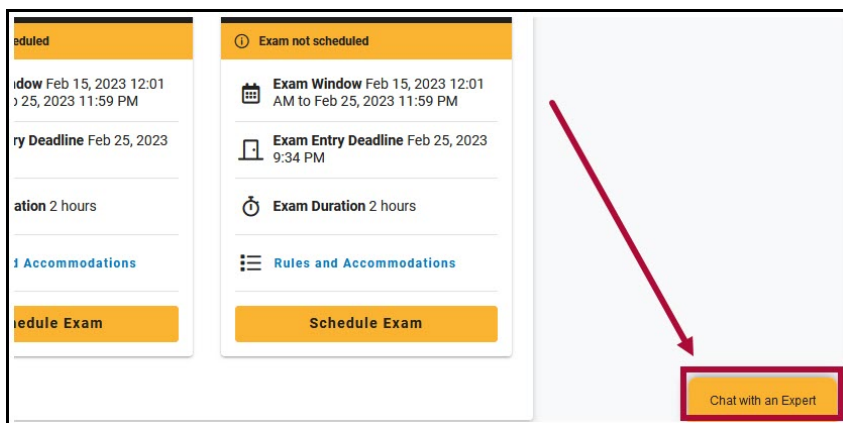 eduled
dow Feb 15, 2023 12:01
25, 2023 11:59 PM
ry Deadline Feb 25, 2023
ation 2 hours
Accommodations
edule Exam
Exam not scheduled
Exam Window Feb 15, 2023 12:01
AM to Feb 25, 2023 11:59 PM
Exam Entry Deadline Feb 25, 2023
9:34 PM
Exam Duration 2 hours
Rules and Accommodations
Schedule Exam
Chat with an Expert